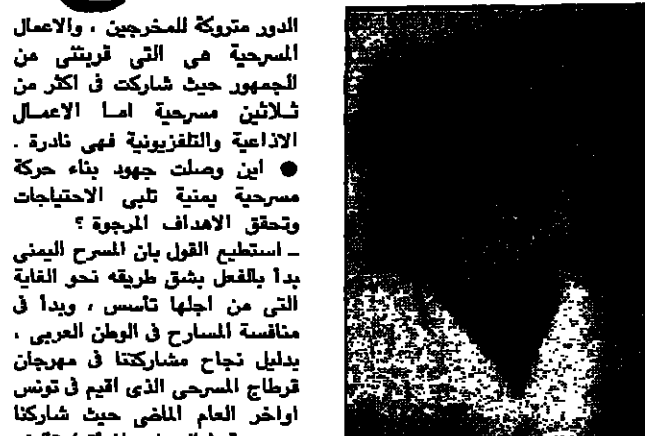 الدور متروكة للمخرجين ، والاعمال
المسرحية هى التى قربتنى من
الجمهور حيث شاركت فى اكثر من
ثلاثين مسرحية اما الاعمال
الاذاعية والتلفزيونية فهى نادرة .
● اين وصلت جهود بناء حركة
مسرحية يمنية تلبى الاحتياجات
وتحقق الاهداف المرجوة ؟
ـ استطيع القول بان المسرح اليمنى
بدأ بالفعل يشق طريقه نحو الغاية
التى من اجلها تأسس ، وبدأ فى
منافسة المسارح فى الوطن العربى ،
بدليل نجاح مشاركتنا فى مهرجان
قرطاج المسرحى الذى اقيم فى تونس
اواخر العام الماضى حيث شاركنا